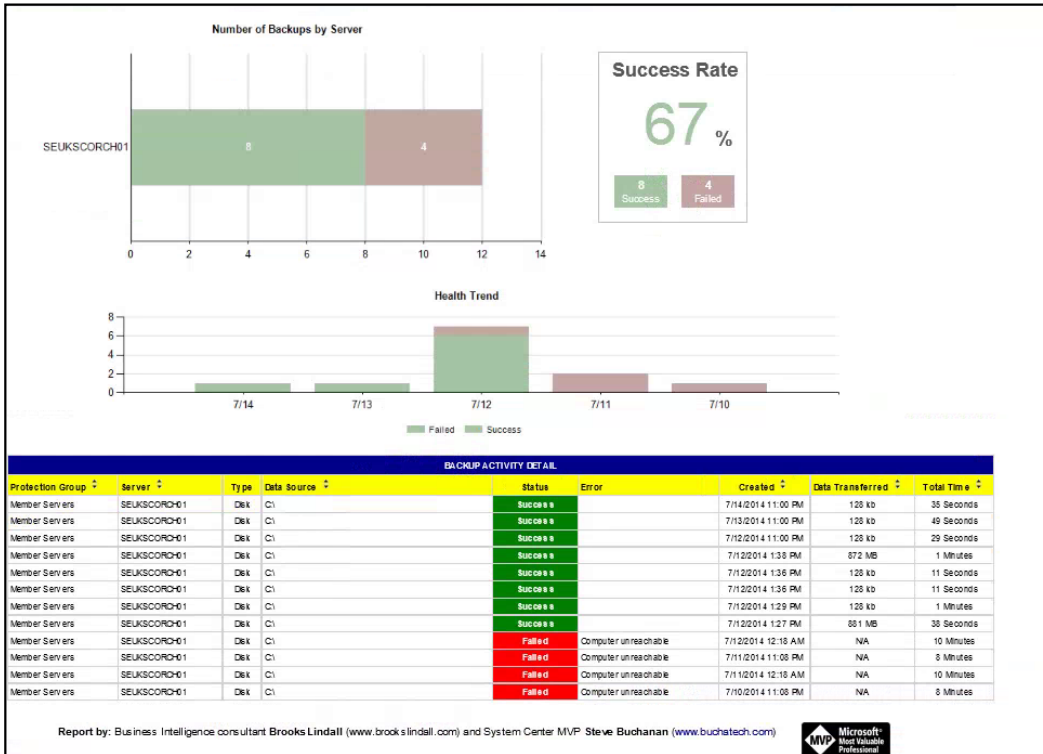 Number of Backups by Server
SEUKSCORCH01
8
4
0 2 4 6 8 10 12 14
Success Rate
67 %
8
Success
4
Failed
Health Trend
8
6
4
2
0
7/14 7/13 7/12 7/11 7/10
Failed Success
BACKUP ACTIVITY DETAIL
Protection Group Server Type Data Source Status Error Created Data Transferred Total Time
Member Servers SEUKSCORCH01 Disk C:\ Success 7/14/2014 11:00 PM 128 kb 35 Seconds
Member Servers SEUKSCORCH01 Disk C:\ Success 7/13/2014 11:00 PM 128 kb 49 Seconds
Member Servers SEUKSCORCH01 Disk C:\ Success 7/12/2014 11:00 PM 128 kb 29 Seconds
Member Servers SEUKSCORCH01 Disk C:\ Success 7/12/2014 1:38 PM 872 MB 1 Minutes
Member Servers SEUKSCORCH01 Disk C:\ Success 7/12/2014 1:36 PM 128 kb 11 Seconds
Member Servers SEUKSCORCH01 Disk C:\ Success 7/12/2014 1:36 PM 128 kb 11 Seconds
Member Servers SEUKSCORCH01 Disk C:\ Success 7/12/2014 1:29 PM 128 kb 1 Minutes
Member Servers SEUKSCORCH01 Disk C:\ Success 7/12/2014 1:27 PM 881 MB 38 Seconds
Member Servers SEUKSCORCH01 Disk C:\ Failed Computer unreachable 7/12/2014 12:18 AM N/A 10 Minutes
Member Servers SEUKSCORCH01 Disk C:\ Failed Computer unreachable 7/11/2014 11:08 PM N/A 8 Minutes
Member Servers SEUKSCORCH01 Disk C:\ Failed Computer unreachable 7/11/2014 12:18 AM N/A 10 Minutes
Member Servers SEUKSCORCH01 Disk C:\ Failed Computer unreachable 7/10/2014 11:08 PM N/A 8 Minutes
Report by: Business Intelligence consultant Brooks Lindall (www.brookslindall.com) and System Center MVP Steve Buchanan (www.buchatech.com)
MVP Microsoft®
Most Valuable
Professional